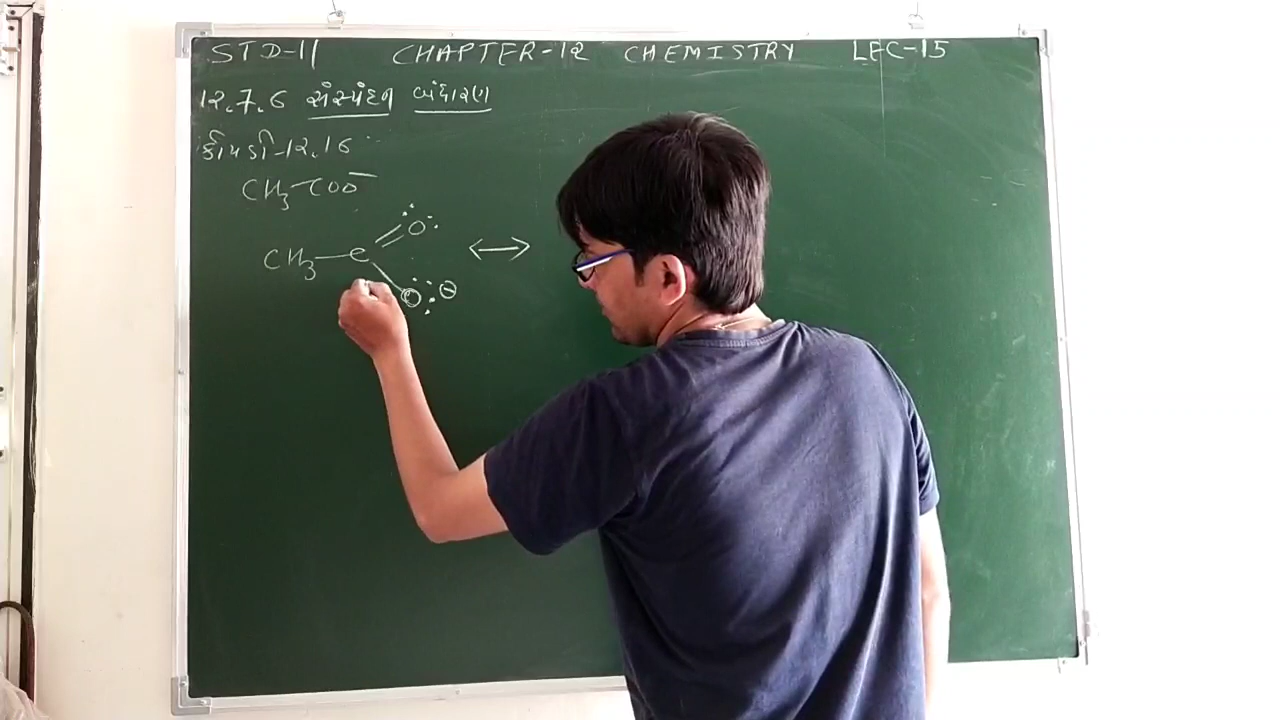 STD-11 CHAPTER-12 CHEMISTRY LEC-15
12.7.6 સંસ્પંદન બંધારણ
કોયડો-12.16
CH3-COO⁻
CH3—C=O ↔
O ⊖